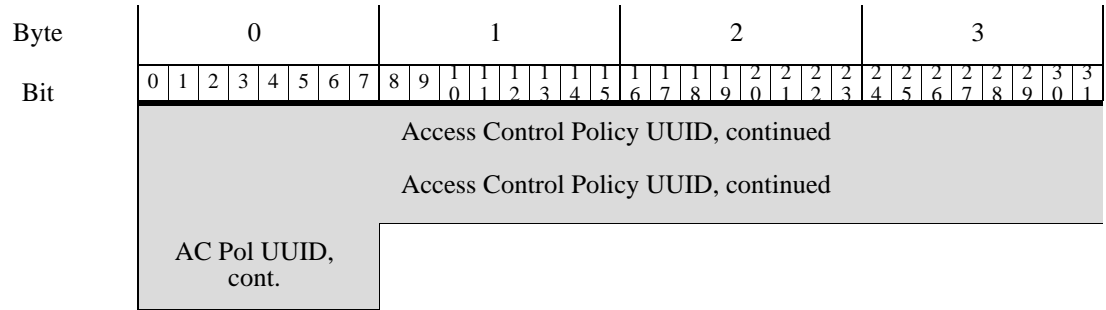 Byte 0 1 2 3
Bit 0 1 2 3 4 5 6 7 8 9 10 11 12 13 14 15 16 17 18 19 20 21 22 23 24 25 26 27 28 29 30 31
Access Control Policy UUID, continued
Access Control Policy UUID, continued
AC Pol UUID,
cont.